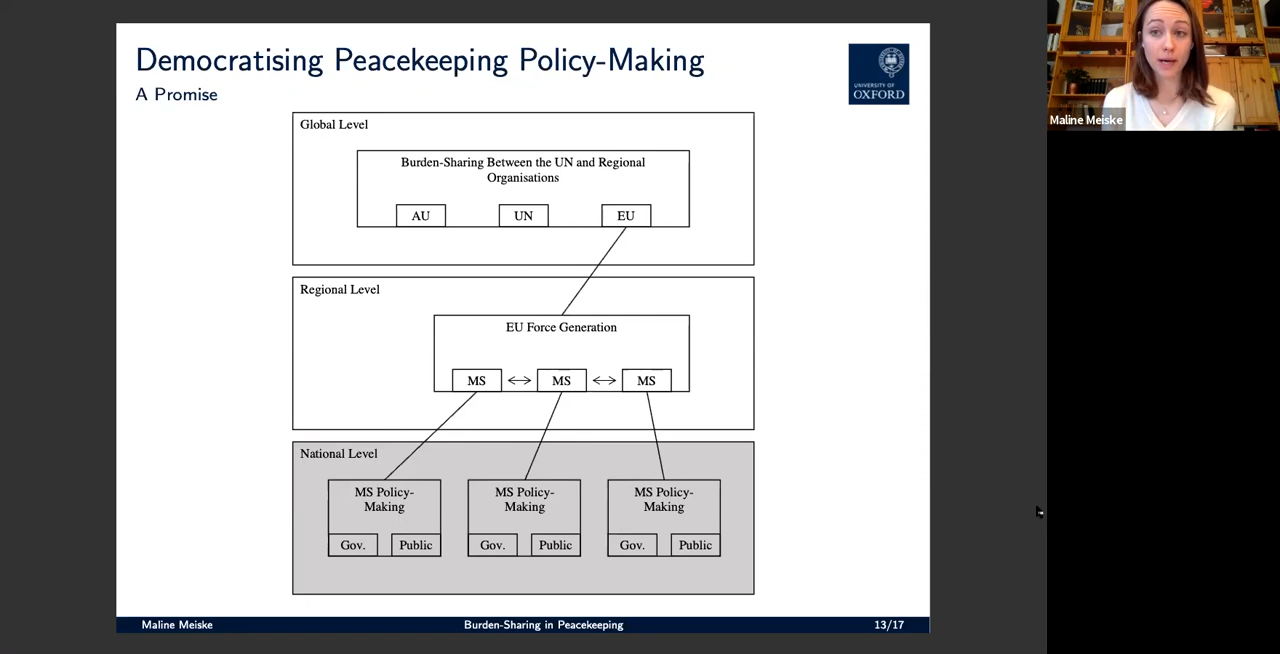 Democratising Peacekeeping Policy-Making
A Promise
UNIVERSITY OF
OXFORD
Maline Meiske
Global Level
Burden-Sharing Between the UN and Regional
Organisations
AU UN EU
Regional Level
EU Force Generation
MS MS MS
National Level
MS Policy-
Making
MS Policy-
Making
MS Policy-
Making
Gov. Public Gov. Public Gov. Public
Maline Meiske Burden-Sharing in Peacekeeping 13/17